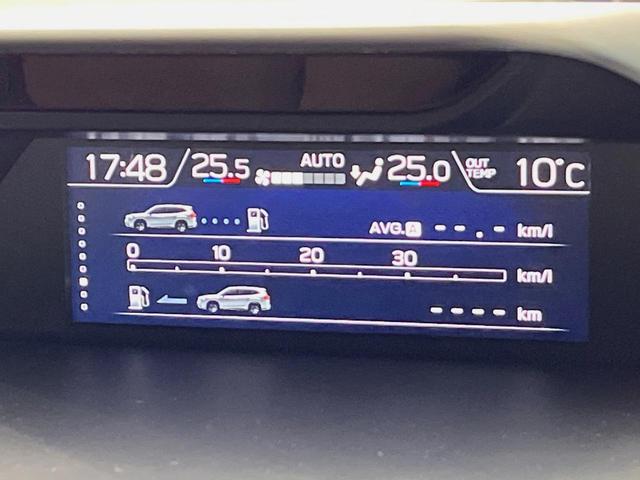 17:48 25.5 AUTO 25.0 OUT TEMP 10°C
AVG. A --.- km/l
0 10 20 30
km/l
---- km